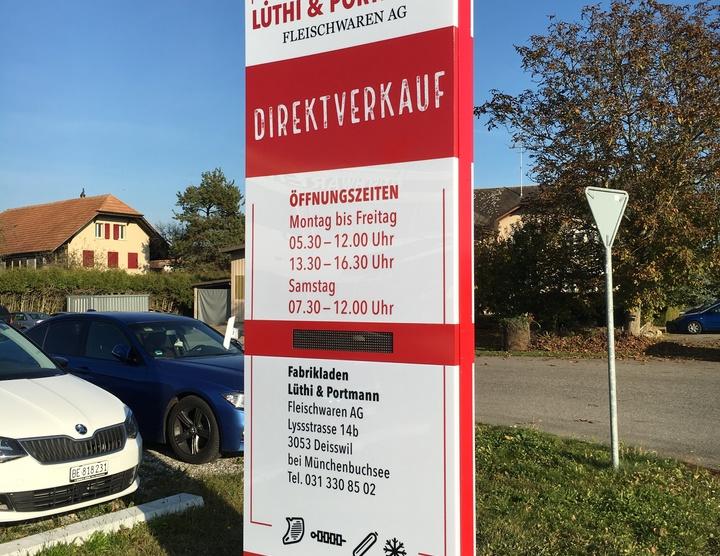 LÜTHI &
FLEISCHWAREN AG
DIREKTVERKAUF
ÖFFNUNGSZEITEN
Montag bis Freitag
05.30 – 12.00 Uhr
13.30 – 16.30 Uhr
Samstag
07.30 – 12.00 Uhr
Fabrikladen
Lüthi & Portmann
Fleischwaren AG
Lyssstrasse 14b
3053 Deisswil
bei Münchenbuchsee
Tel. 031 330 85 02
BE 818 231